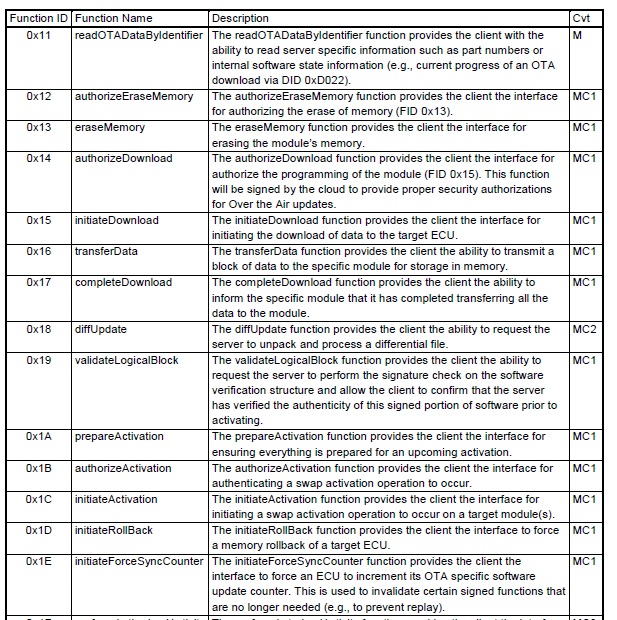 Function ID Function Name Description Cvt
0x11 readOTADataByIdentifier The readOTADataByIdentifier function provides the client with the M
ability to read server specific information such as part numbers or
internal software state information (e.g., current progress of an OTA
download via DID 0xD022).
0x12 authorizeEraseMemory The authorizeEraseMemory function provides the client the interface MC1
for authorizing the erase of memory (FID 0x13).
0x13 eraseMemory The eraseMemory function provides the client the interface for MC1
erasing the module's memory.
0x14 authorizeDownload The authorizeDownload function provides the client the interface for MC1
authorize the programming of the module (FID 0x15). This function
will be signed by the cloud to provide proper security authorizations
for Over the Air updates.
0x15 initiateDownload The initiateDownload function provides the client the interface for MC1
initiating the download of data to the target ECU.
0x16 transferData The transferData function provides the client the ability to transmit a MC1
block of data to the specific module for storage in memory.
0x17 completeDownload The completeDownload function provides the client the ability to MC1
inform the specific module that it has completed transferring all the
data to the module.
0x18 diffUpdate The diffUpdate function provides the client the ability to request the MC2
server to unpack and process a differential file.
0x19 validateLogicalBlock The validateLogicalBlock function provides the client the ability to MC1
request the server to perform the signature check on the software
verification structure and allow the client to confirm that the server
has verified the authenticity of this signed portion of software prior to
activating.
0x1A prepareActivation The prepareActivation function provides the client the interface for MC1
ensuring everything is prepared for an upcoming activation.
0x1B authorizeActivation The authorizeActivation function provides the client the interface for MC1
authenticating a swap activation operation to occur.
0x1C initiateActivation The initiateActivation function provides the client the interface for MC1
initiating a swap activation operation to occur on a target module(s).
0x1D initiateRollBack The initiateRollBack function provides the client the interface to force MC1
a memory rollback of a target ECU.
0x1E initiateForceSyncCounter The initiateForceSyncCounter function provides the client the MC1
interface to force an ECU to increment its OTA specific software
update counter. This is used to invalidate certain signed functions that
are no longer needed (e.g., to prevent replay).